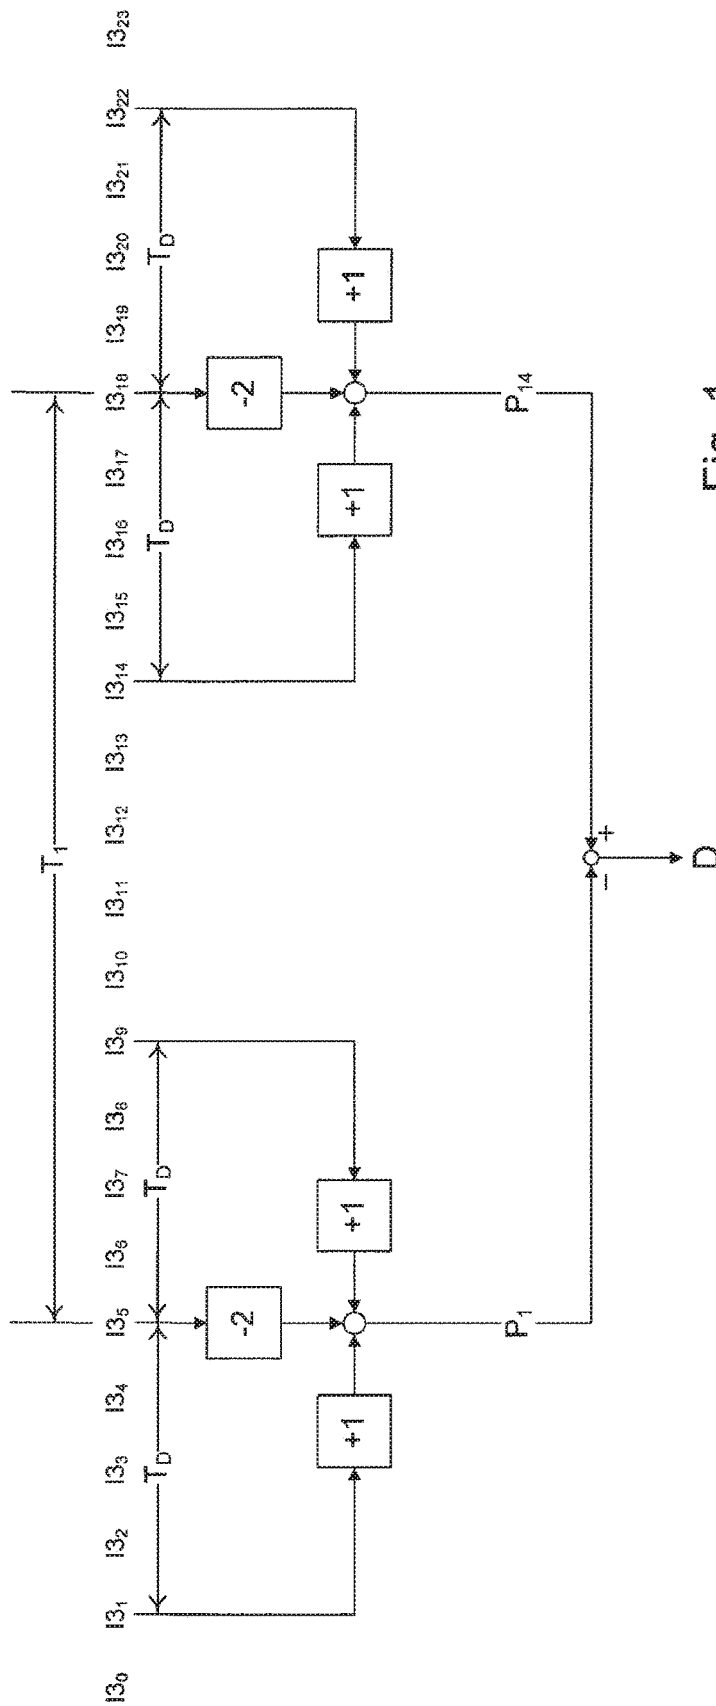 T₁
I3₀ I3₁ I3₂ I3₃ I3₄ I3₅ I3₆ I3₇ I3₈ I3₉ I3₁₀ I3₁₁ I3₁₂ I3₁₃ I3₁₄ I3₁₅ I3₁₆ I3₁₇ I3₁₈ I3₁₉ I3₂₀ I3₂₁ I3₂₂ I3₂₃
T_D T_D T_D T_D
-2 -2
+1 +1 +1 +1
P₁ P₁₄
− +
D